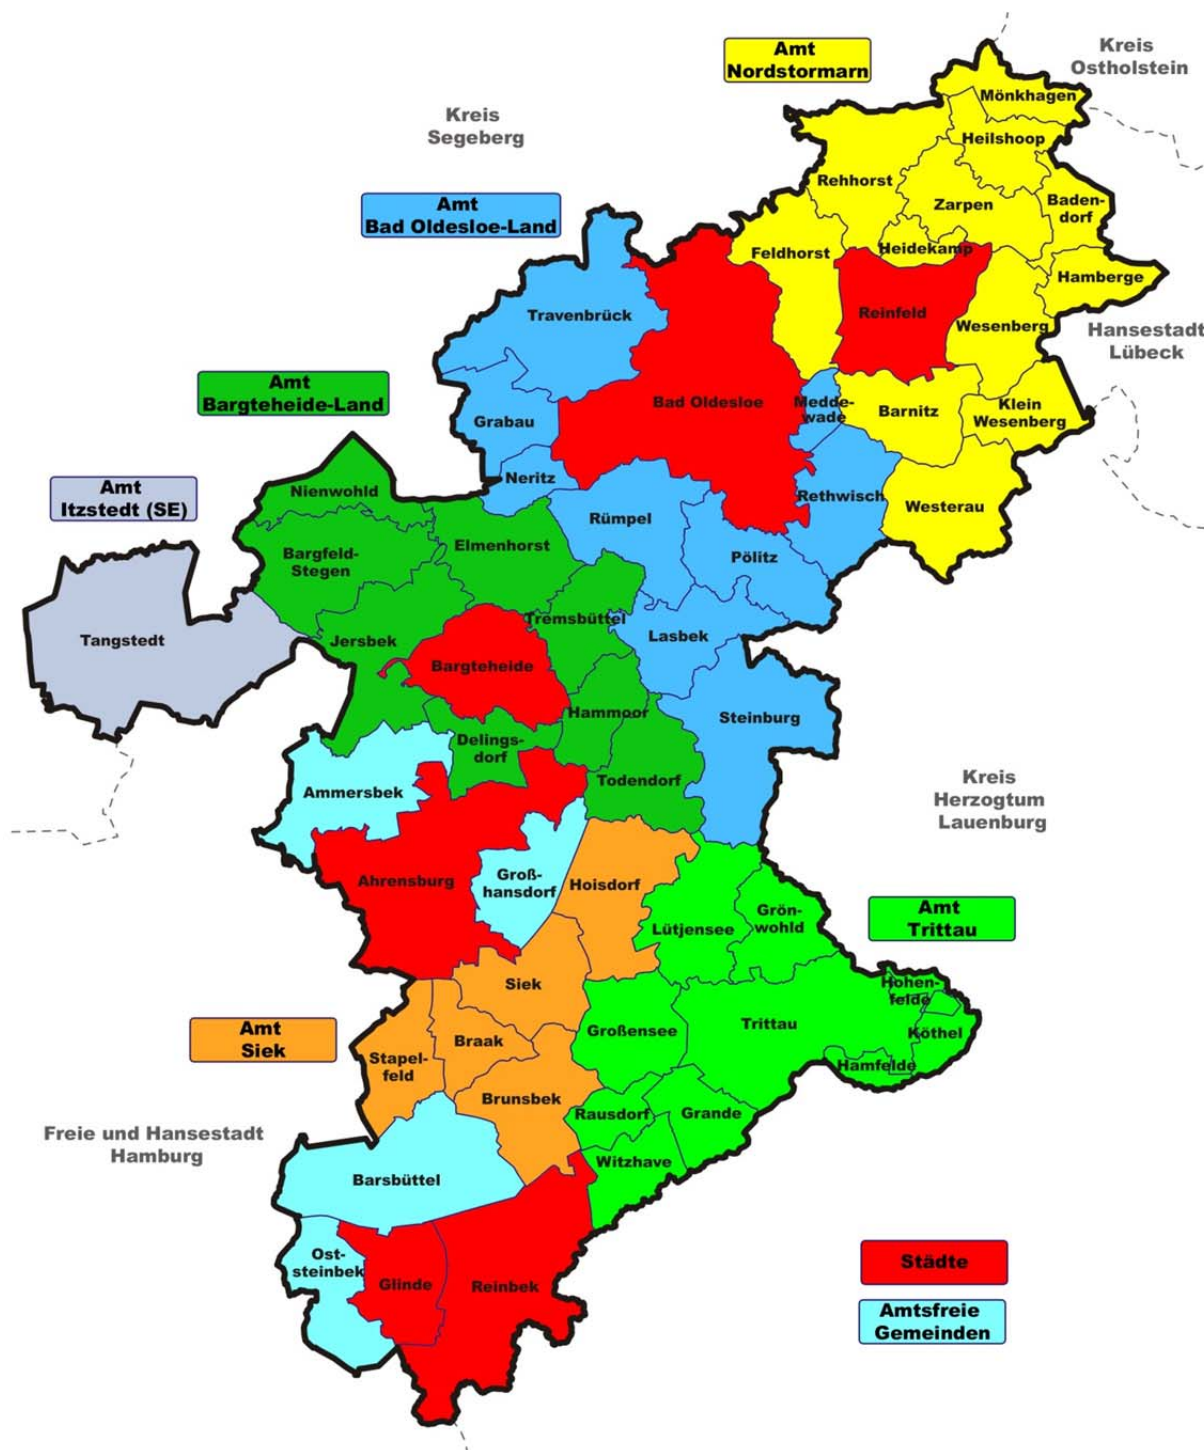 Amt
Nordstormarn
Kreis
Ostholstein
Mönkhagen
Kreis
Segeberg
Heilshoop
Rehhorst
Zarpen
Baden-
dorf
Amt
Bad Oldesloe-Land
Feldhorst
Heidekamp
Hamberge
Travenbrück
Reinfeld
Wesenberg
Hansestadt
Lübeck
Amt
Bargteheide-Land
Bad Oldesloe
Medde-
wade
Barnitz
Klein
Wesenberg
Grabau
Neritz
Nienwohld
Amt
Itzstedt (SE)
Rethwisch
Westerau
Rümpel
Elmenhorst
Bargfeld-
Stegen
Pölitz
Tremsbüttel
Tangstedt
Jersbek
Lasbek
Bargteheide
Hammoor
Steinburg
Delings-
dorf
Todendorf
Ammersbek
Kreis
Herzogtum
Lauenburg
Ahrensburg
Groß-
hansdorf
Hoisdorf
Lütjensee
Grön-
wohld
Amt
Trittau
Siek
Hohen-
felde
Amt
Siek
Stapel-
feld
Braak
Großensee
Trittau
Köthel
Hamfelde
Brunsbek
Rausdorf
Grande
Freie und Hansestadt
Hamburg
Witzhave
Barsbüttel
Ost-
steinbek
Glinde
Reinbek
Städte
Amtsfreie
Gemeinden